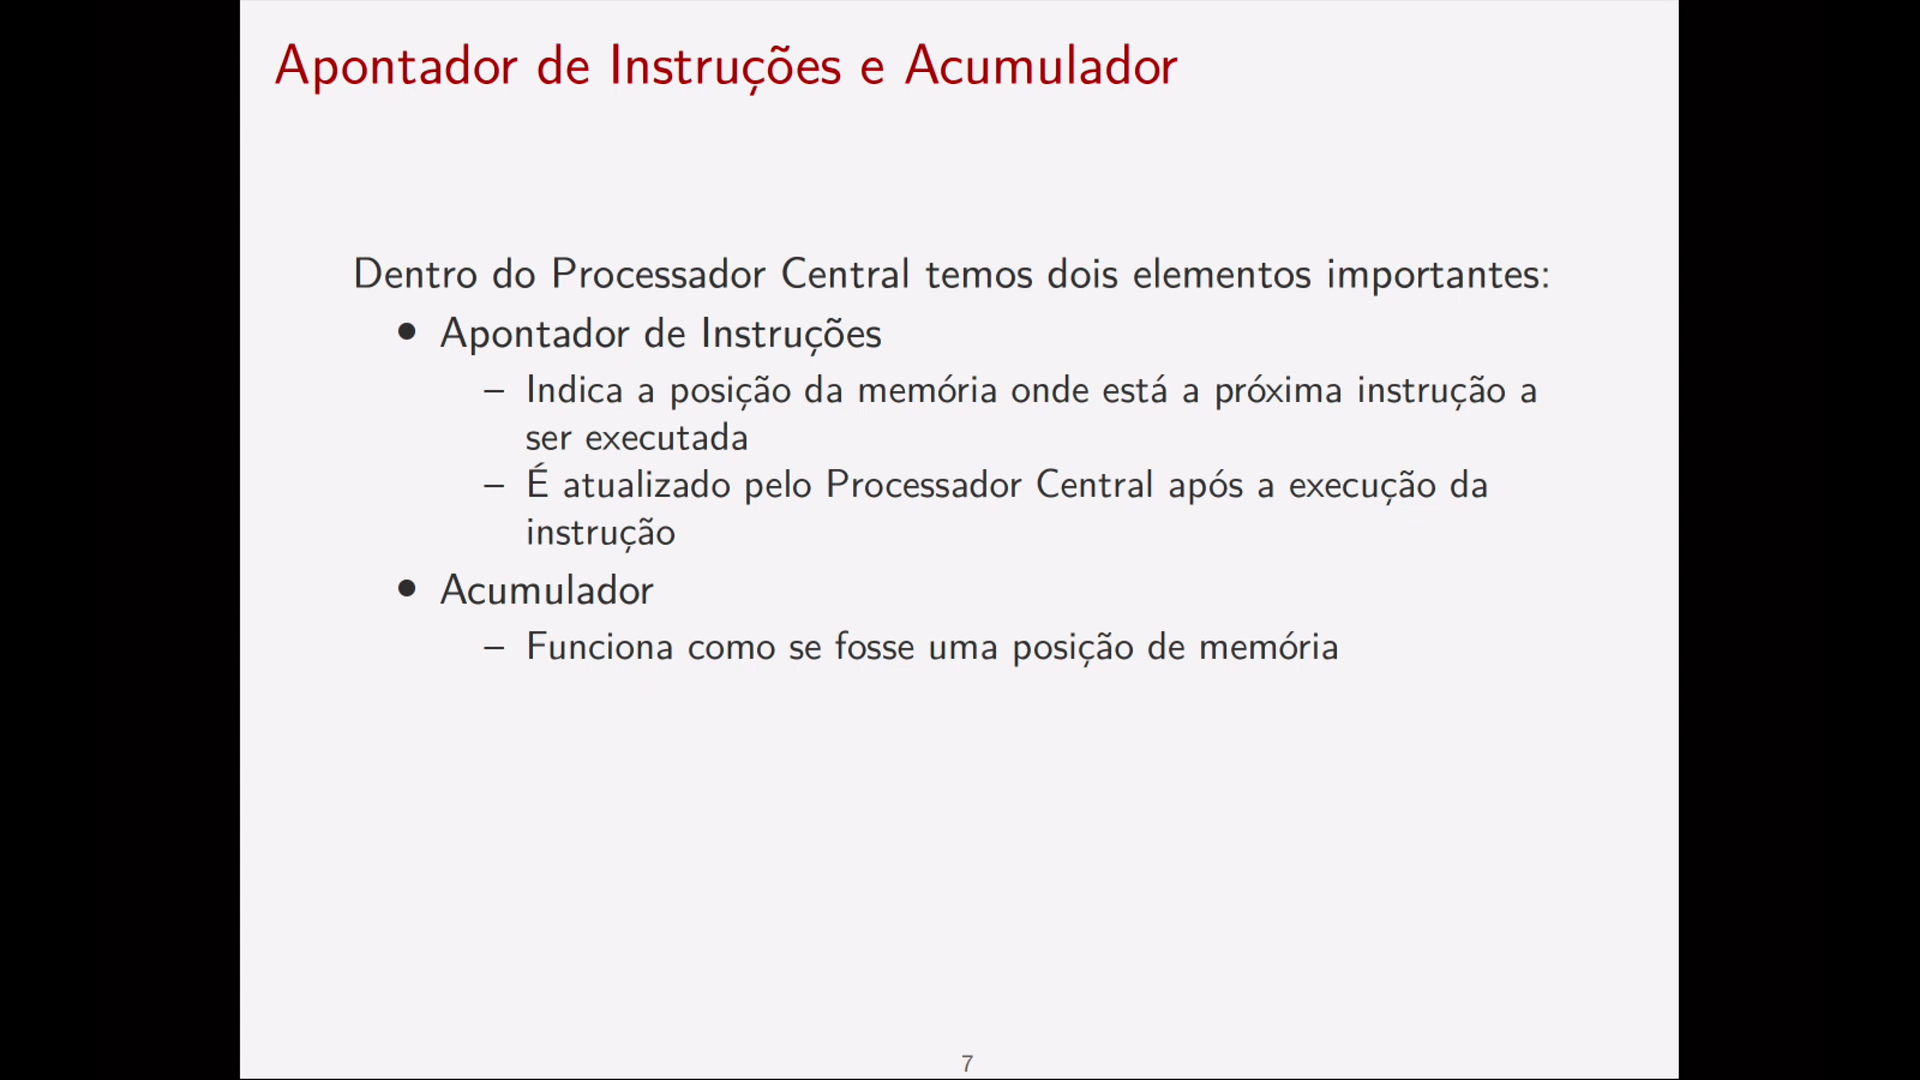 Apontador de Instruções e Acumulador
Dentro do Processador Central temos dois elementos importantes:
• Apontador de Instruções
– Indica a posição da memória onde está a próxima instrução a
ser executada
– É atualizado pelo Processador Central após a execução da
instrução
• Acumulador
– Funciona como se fosse uma posição de memória
7